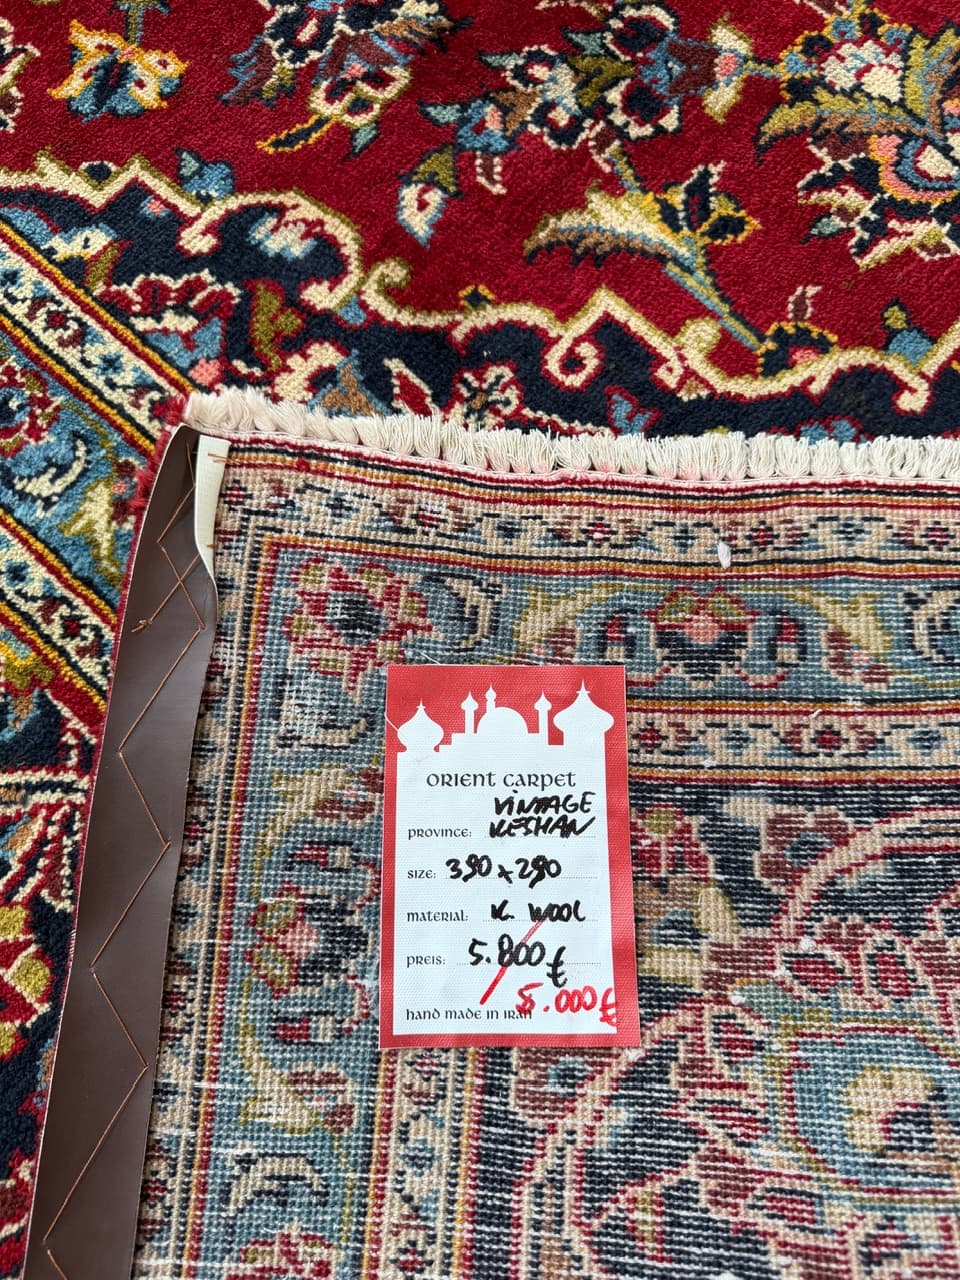 ORIENT CARPET
VINTAGE
PROVINCE: KESHAN
SIZE: 390 x 290
MATERIAL: K. WOOL
PREIS: 5.800 £
5.000 £
HAND MADE IN IRAN